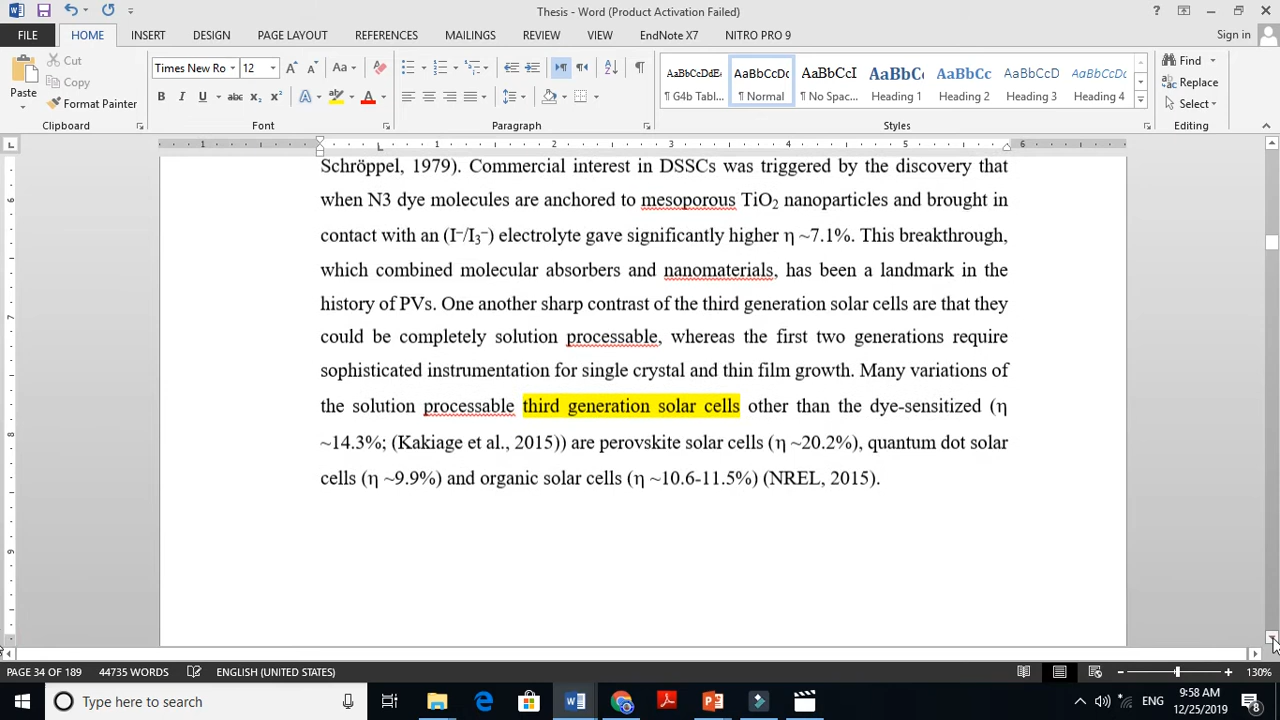 Thesis - Word (Product Activation Failed)
FILE HOME INSERT DESIGN PAGE LAYOUT REFERENCES MAILINGS REVIEW VIEW EndNote X7 NITRO PRO 9 Sign in
Paste
Cut
Copy
Format Painter
Clipboard
Times New Ro 12
Font
Paragraph
AaBbCcDdE AaBbCcDc AaBbCcI AaBbC AaBbCc AaBbCcD AaBbCcD
¶ G4b Tabl... ¶ Normal ¶ No Spac... Heading 1 Heading 2 Heading 3 Heading 4
Styles
Find
Replace
Select
Editing
Schröppel, 1979). Commercial interest in DSSCs was triggered by the discovery that
when N3 dye molecules are anchored to mesoporous TiO₂ nanoparticles and brought in
contact with an (I⁻/I₃⁻) electrolyte gave significantly higher η ~7.1%. This breakthrough,
which combined molecular absorbers and nanomaterials, has been a landmark in the
history of PVs. One another sharp contrast of the third generation solar cells are that they
could be completely solution processable, whereas the first two generations require
sophisticated instrumentation for single crystal and thin film growth. Many variations of
the solution processable third generation solar cells other than the dye-sensitized (η
~14.3%; (Kakiage et al., 2015)) are perovskite solar cells (η ~20.2%), quantum dot solar
cells (η ~9.9%) and organic solar cells (η ~10.6-11.5%) (NREL, 2015).
PAGE 34 OF 189 44735 WORDS ENGLISH (UNITED STATES) 130%
Type here to search
ENG
9:58 AM
12/25/2019
8